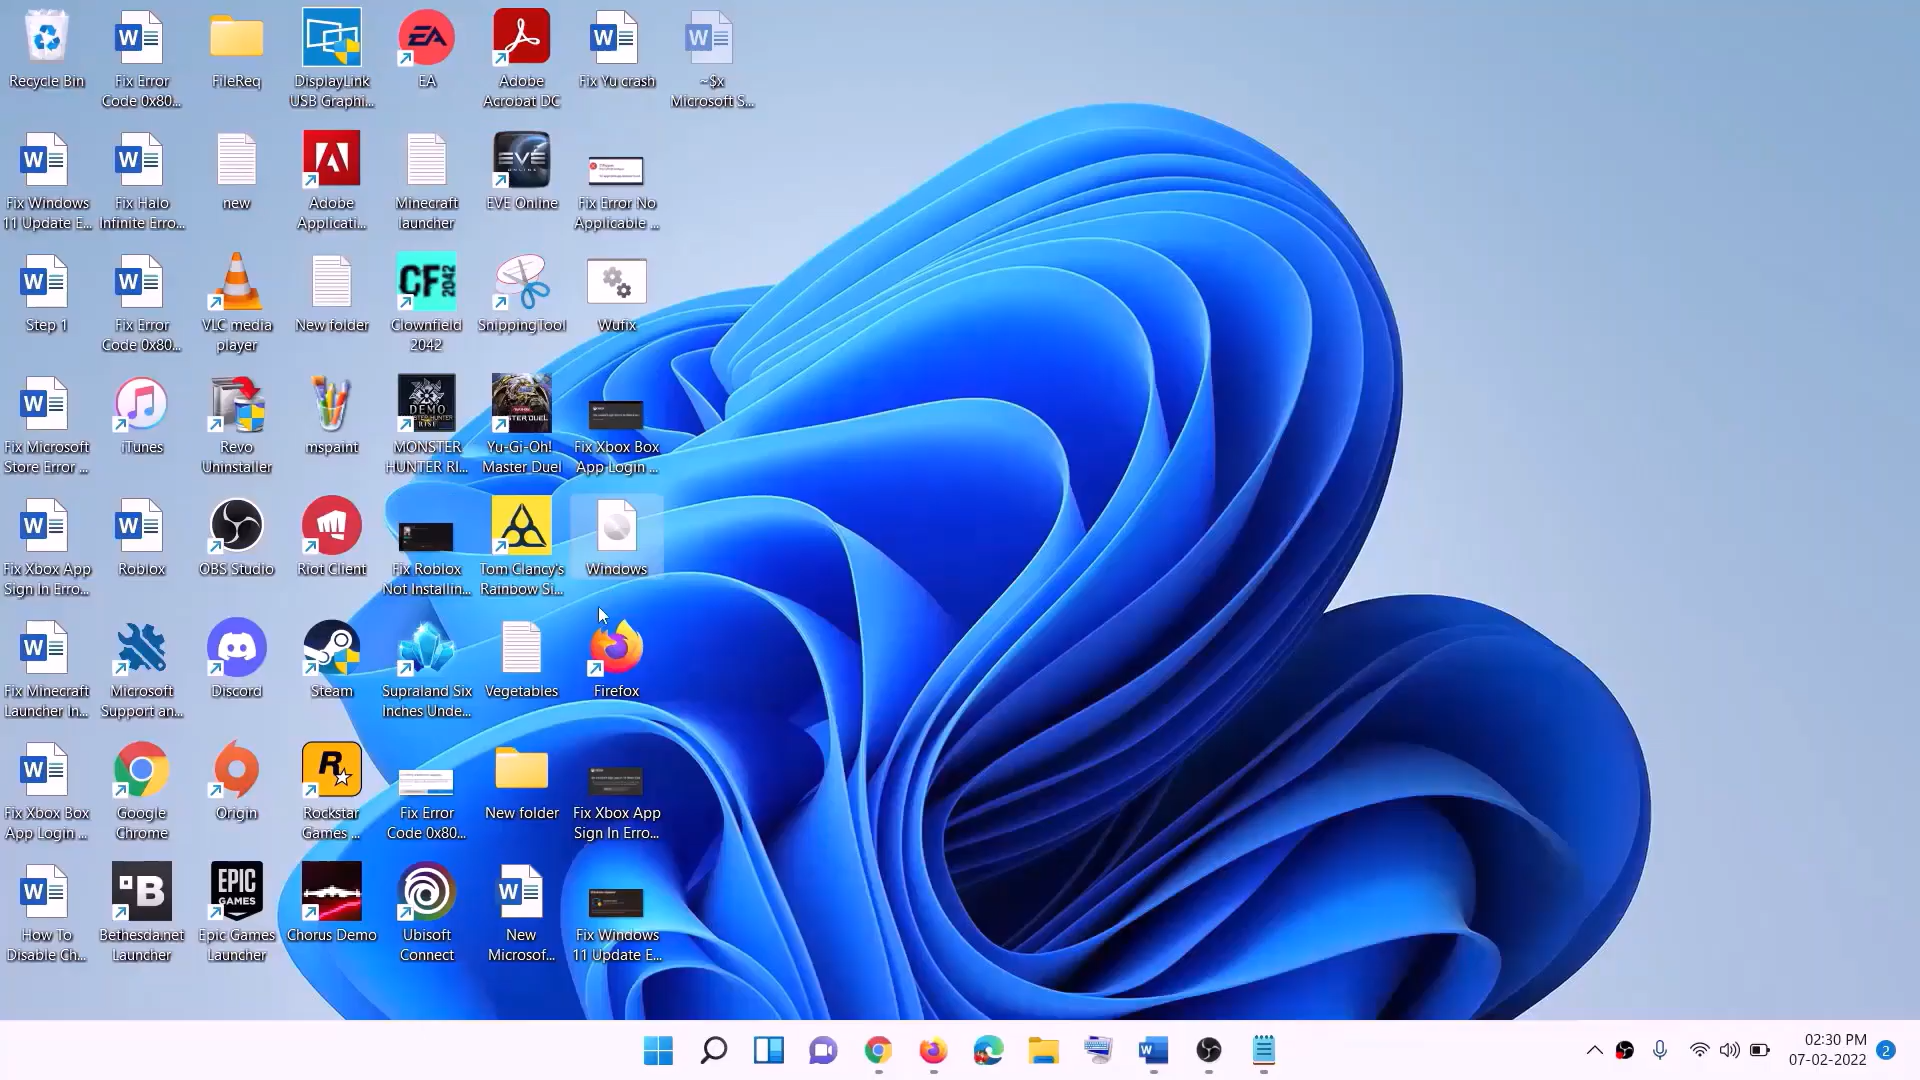 Recycle Bin
Fix Error
Code 0x80...
FileReq
DisplayLink
USB Graphi...
EA
Adobe
Acrobat DC
Fix Yu crash
~$x
Microsoft S...
Fix Windows
11 Update E...
Fix Halo
Infinite Erro...
new
Adobe
Applicati...
Minecraft
launcher
EVE Online
Fix Error No
Applicable ...
Step 1
Fix Error
Code 0x80...
VLC media
player
New folder
CF
2042
Clownfield
2042
SnippingTool
Wufix
Fix Microsoft
Store Error ...
iTunes
Revo
Uninstaller
mspaint
DEMO
MONSTER
HUNTER RI...
Yu-Gi-Oh!
Master Duel
Fix Xbox Box
App Login ...
Fix Xbox App
Sign In Erro...
Roblox
OBS Studio
Riot Client
Fix Roblox
Not Installin...
Tom Clancy's
Rainbow Si...
Windows
Fix Minecraft
Launcher In...
Microsoft
Support an...
Discord
Steam
Supraland Six
Inches Unde...
Vegetables
Firefox
Fix Xbox Box
App Login ...
Google
Chrome
Origin
Rockstar
Games ...
Fix Error
Code 0x80...
New folder
Fix Xbox App
Sign In Erro...
How To
Disable Ch...
Bethesda.net
Launcher
EPIC
GAMES
Epic Games
Launcher
Chorus Demo
Ubisoft
Connect
New
Microsof...
Fix Windows
11 Update E...
02:30 PM
07-02-2022
2